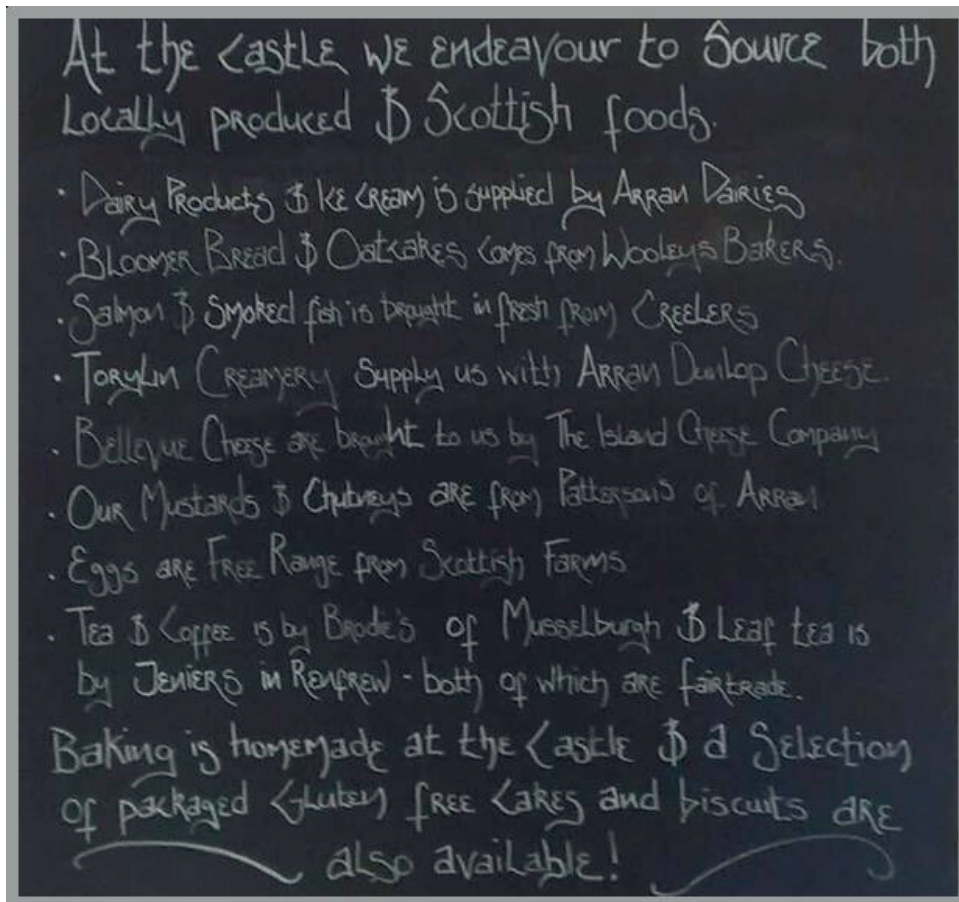 At the Castle we endeavour to Source both
Locally produced & Scottish foods.
· Dairy Products & Ice Cream is supplied by Arran Dairies
· Bloomer Bread & Oatcakes comes from Wooleys Bakers.
· Salmon & Smoked fish is brought in fresh from Creelers
· Torylin Creamery Supply us with Arran Dunlop Cheese.
· Bellevue Cheese are brought to us by The Island Cheese Company
· Our Mustards & Chutneys are from Patterson's of Arran
· Eggs are Free Range from Scottish Farms
· Tea & Coffee is by Brodie's of Musselburgh & Leaf tea is
by Jeniers in Renfrew - both of which are fairtrade.
Baking is homemade at the Castle & a Selection
of packaged Gluten free Cakes and biscuits are
also available!